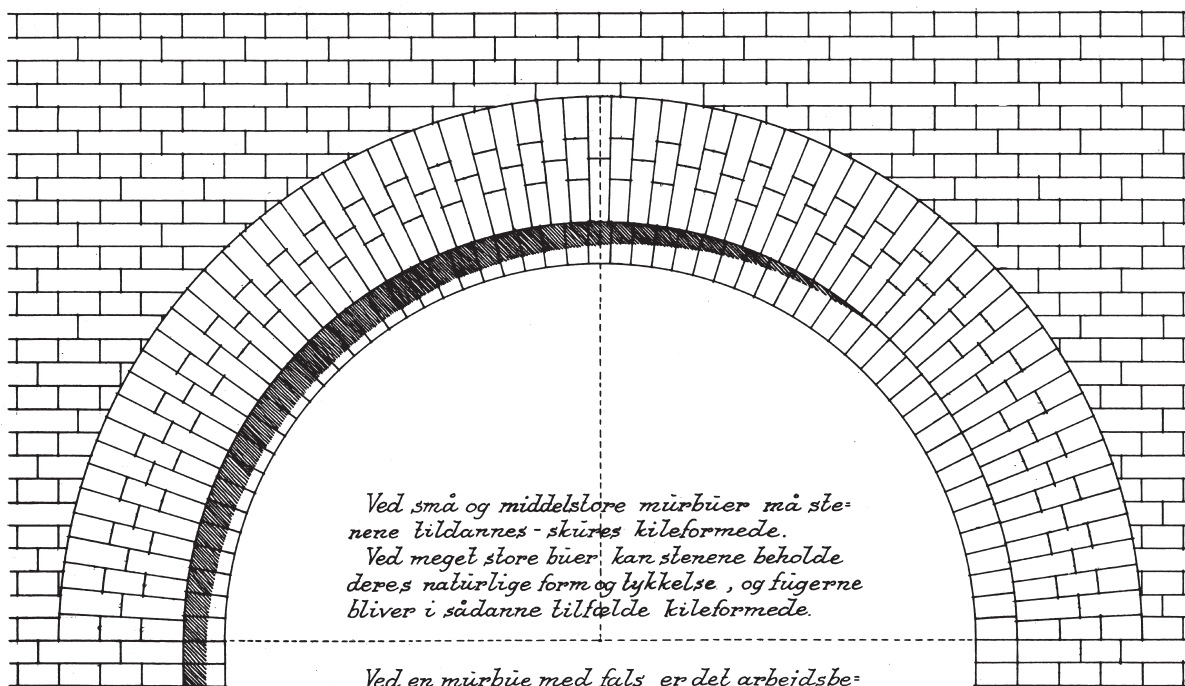 Ved små og middelstore murbuer må ste=
nene tildannes - skures kileformede.
Ved meget store buer kan stenene beholde
deres naturlige form og tykkelse, og fugerne
bliver i sådanne tilfælde kileformede.
Ved en murbue med fals er det arbejdsbe=